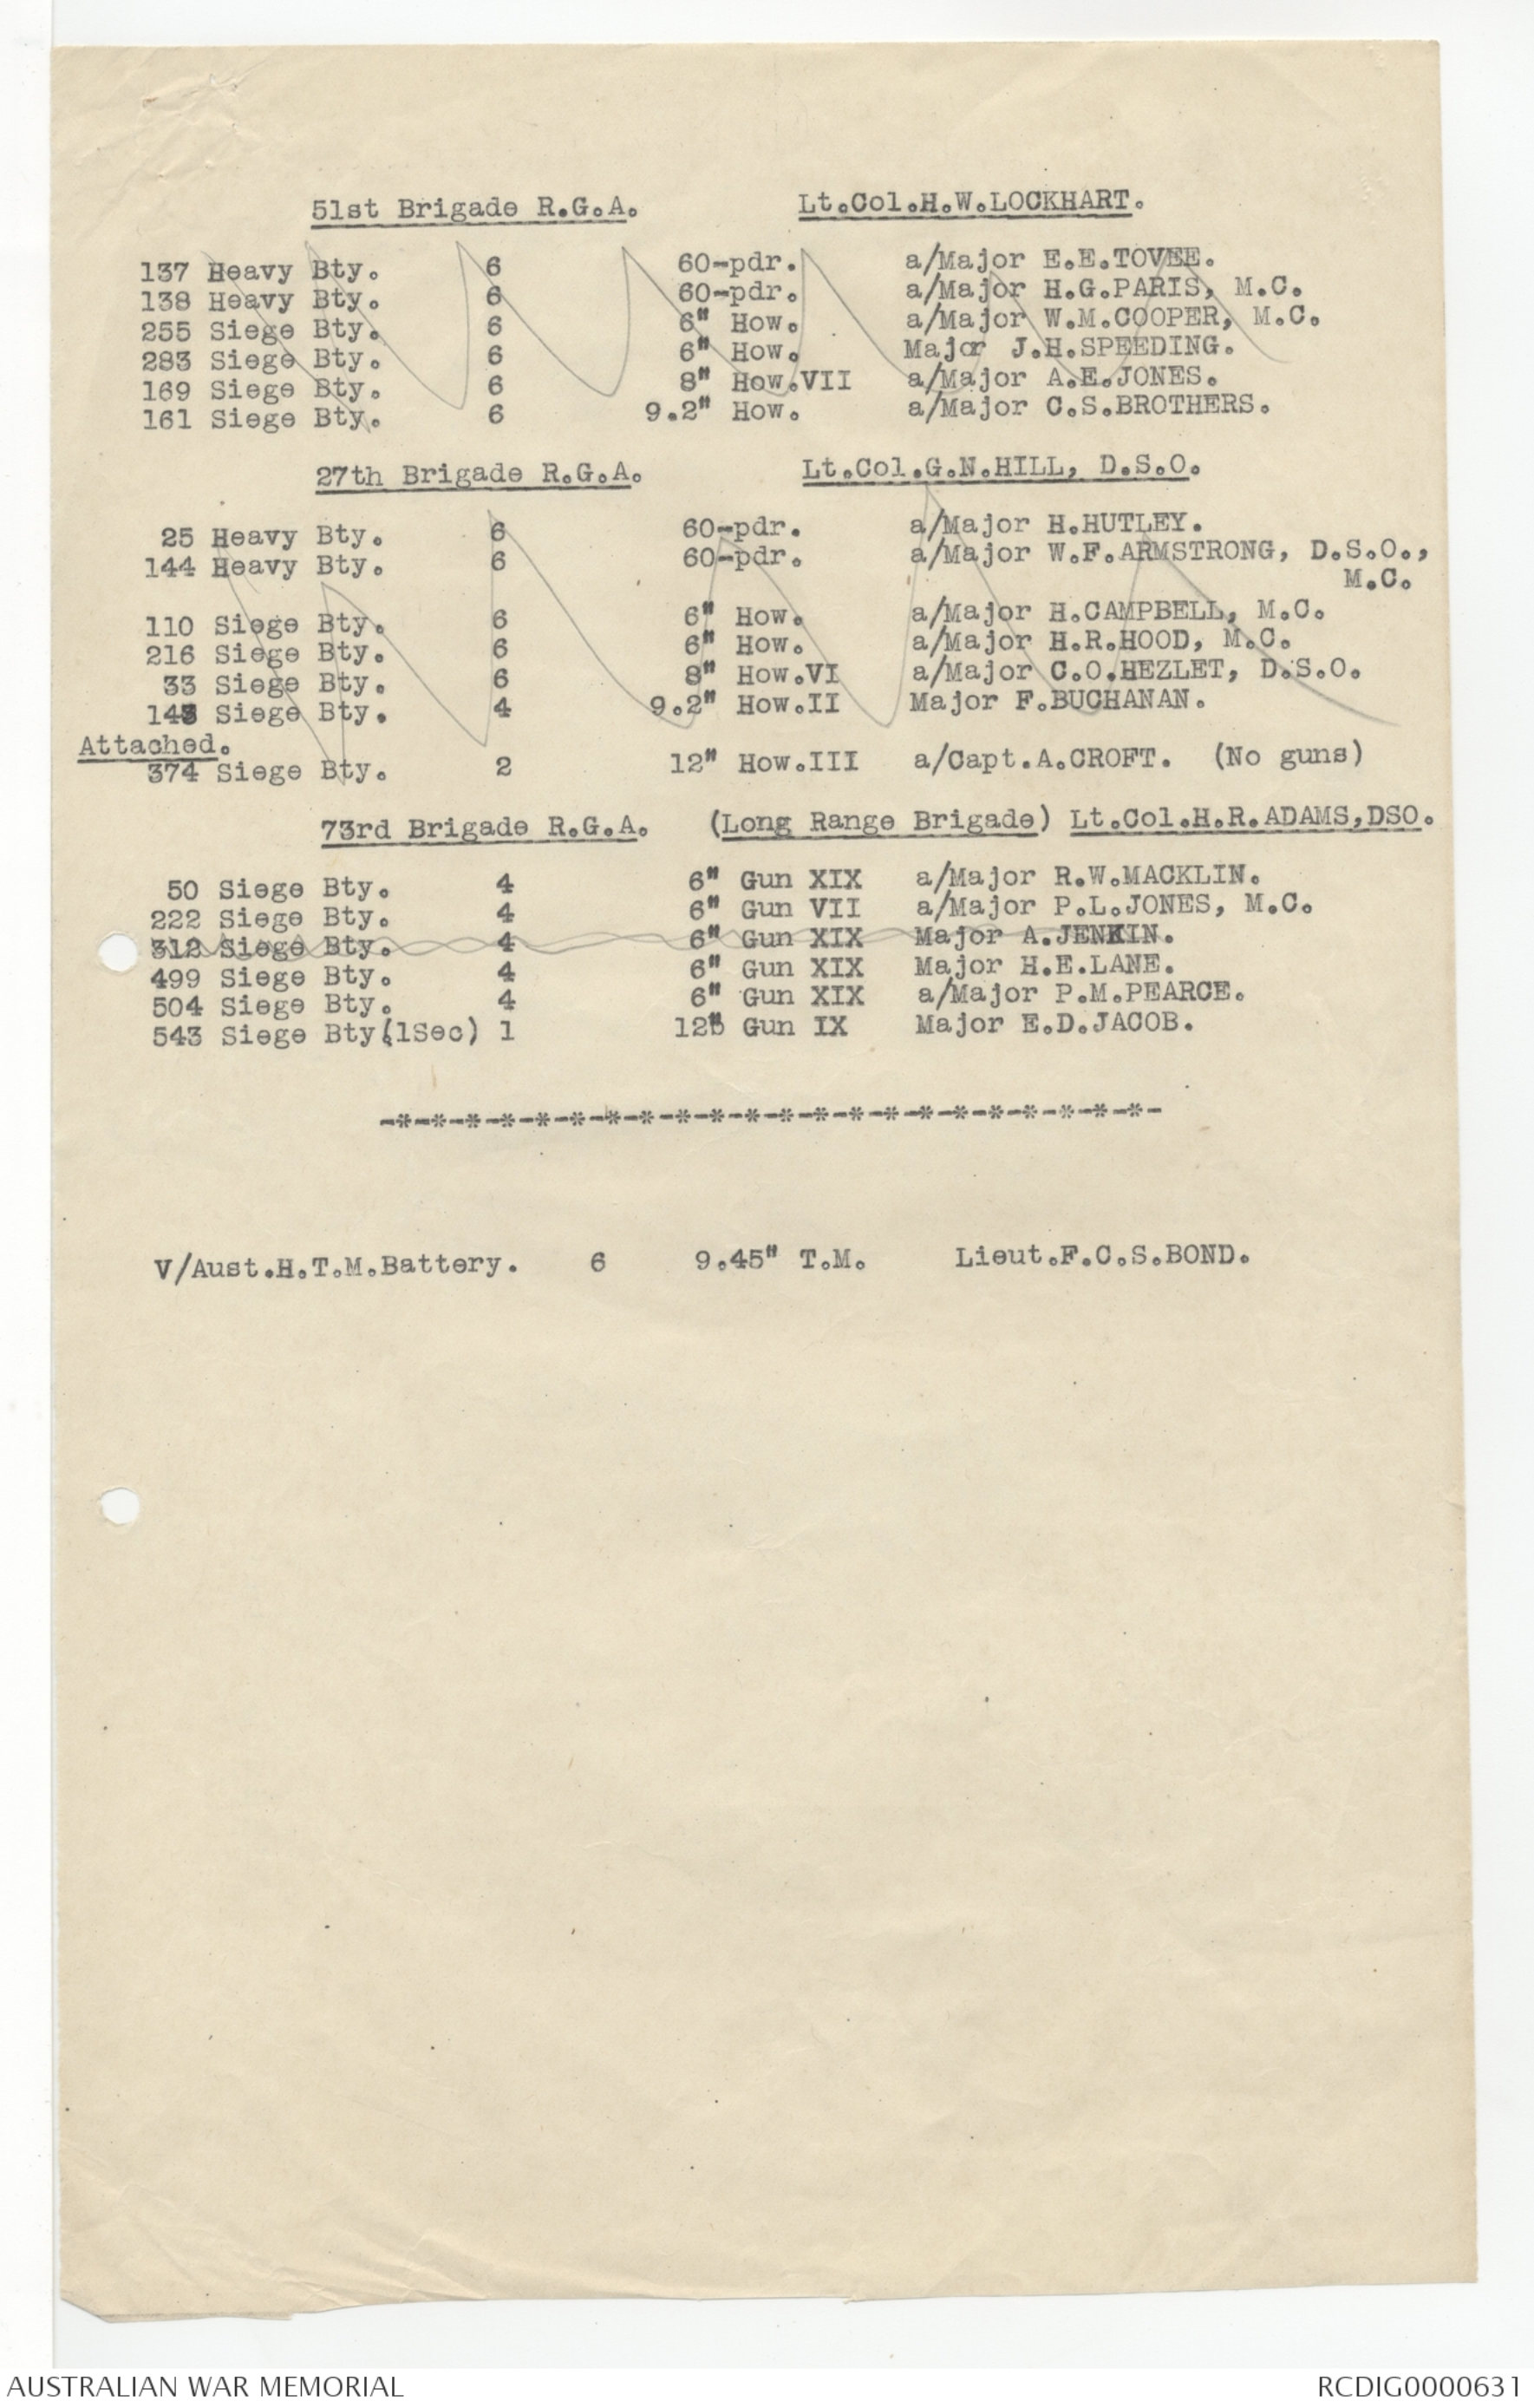 51st Brigade R.G.A. Lt.Col.H.W.LOCKHART.
137 Heavy Bty. 6 60-pdr. a/Major E.E.TOVEE.
138 Heavy Bty. 6 60-pdr. a/Major H.G.PARIS, M.C.
255 Siege Bty. 6 6" How. a/Major W.M.COOPER, M.C.
283 Siege Bty. 6 6" How. Major J.H.SPEEDING.
169 Siege Bty. 6 8" How.VII a/Major A.E.JONES.
161 Siege Bty. 6 9.2" How. a/Major C.S.BROTHERS.
27th Brigade R.G.A. Lt.Col.G.N.HILL, D.S.O.
25 Heavy Bty. 6 60-pdr. a/Major H.HUTLEY.
144 Heavy Bty. 6 60-pdr. a/Major W.F.ARMSTRONG, D.S.O.,
M.C.
110 Siege Bty. 6 6" How. a/Major H.CAMPBELL, M.C.
216 Siege Bty. 6 6" How. a/Major H.R.HOOD, M.C.
33 Siege Bty. 6 8" How.VI a/Major C.O.HEZLET, D.S.O.
Siege Bty. 4 9.2" How.II Major F.BUCHANAN.
Attached.
374 Siege Bty. 2 12" How.III a/Capt.A.CROFT. (No guns)
73rd Brigade R.G.A. (Long Range Brigade) Lt.Col.H.R.ADAMS,DSO.
50 Siege Bty. 4 6" Gun XIX a/Major R.W.MACKLIN.
222 Siege Bty. 4 6" Gun VII a/Major P.L.JONES, M.C.
312 Siege Bty. 4 6" Gun XIX Major A.JENKIN.
499 Siege Bty. 4 6" Gun XIX Major H.E.LANE.
504 Siege Bty. 4 6" Gun XIX a/Major P.M.PEARCE.
543 Siege Bty(1Sec) 1 12" Gun IX Major E.D.JACOB.
-*-*-*-*-*-*-*-*-*-*-*-*-*-*-*-*-*-*-*-*-*-*-
V/Aust.H.T.M.Battery. 6 9.45" T.M. Lieut.F.C.S.BOND.
AUSTRALIAN WAR MEMORIAL RCDIG0000631